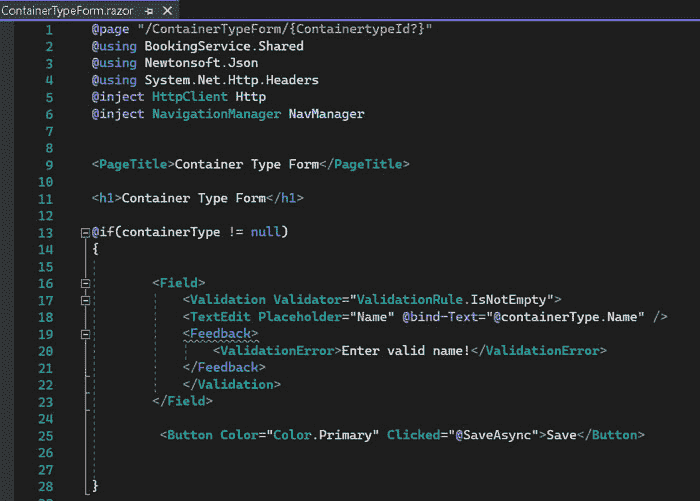 ContainerTypeForm.razor
1 @page "/ContainerTypeForm/{ContainertypeId?}"
2 @using BookingService.Shared
3 @using Newtonsoft.Json
4 @using System.Net.Http.Headers
5 @inject HttpClient Http
6 @inject NavigationManager NavManager
7
8
9 <PageTitle>Container Type Form</PageTitle>
10
11 <h1>Container Type Form</h1>
12
13 @if(containerType != null)
14 {
15
16 <Field>
17 <Validation Validator="ValidationRule.IsNotEmpty">
18 <TextEdit Placeholder="Name" @bind-Text="@containerType.Name" />
19 <Feedback>
20 <ValidationError>Enter valid name!</ValidationError>
21 </Feedback>
22 </Validation>
23 </Field>
24
25 <Button Color="Color.Primary" Clicked="@SaveAsync">Save</Button>
26
27
28 }